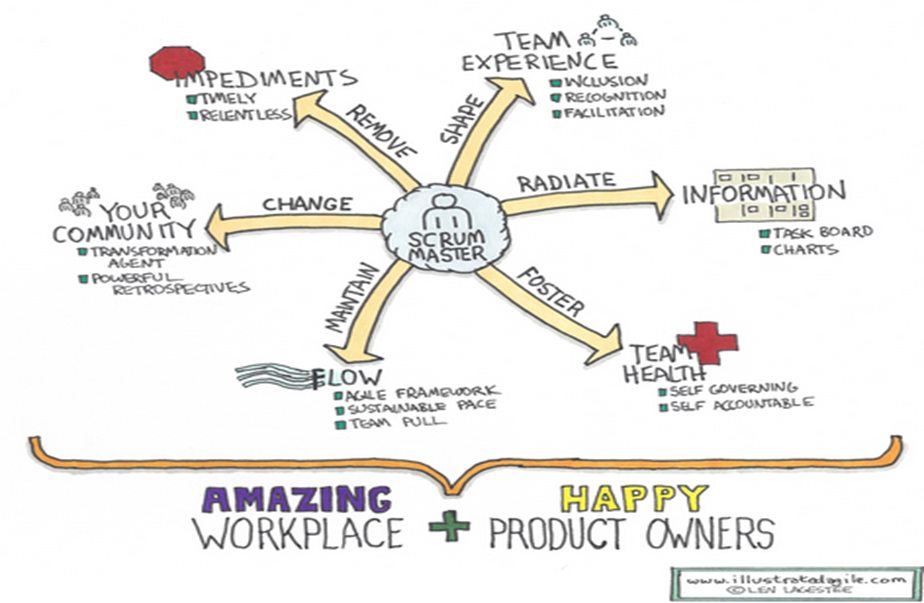 IMPEDIMENTS
TIMELY
RELENTLESS
REMOVE
TEAM
EXPERIENCE
INCLUSION
RECOGNITION
FACILITATION
SHAPE
RADIATE
INFORMATION
TASK BOARD
CHARTS
YOUR
COMMUNITY
TRANSFORMATION
AGENT
POWERFUL
RETROSPECTIVES
CHANGE
SCRUM
MASTER
MAINTAIN
FLOW
AGILE FRAMEWORK
SUSTAINABLE PACE
TEAM PULL
FOSTER
TEAM
HEALTH
SELF GOVERNING
SELF ACCOUNTABLE
AMAZING
WORKPLACE
+
HAPPY
PRODUCT OWNERS
www.illustratedagile.com
© LEN LAGESTEE